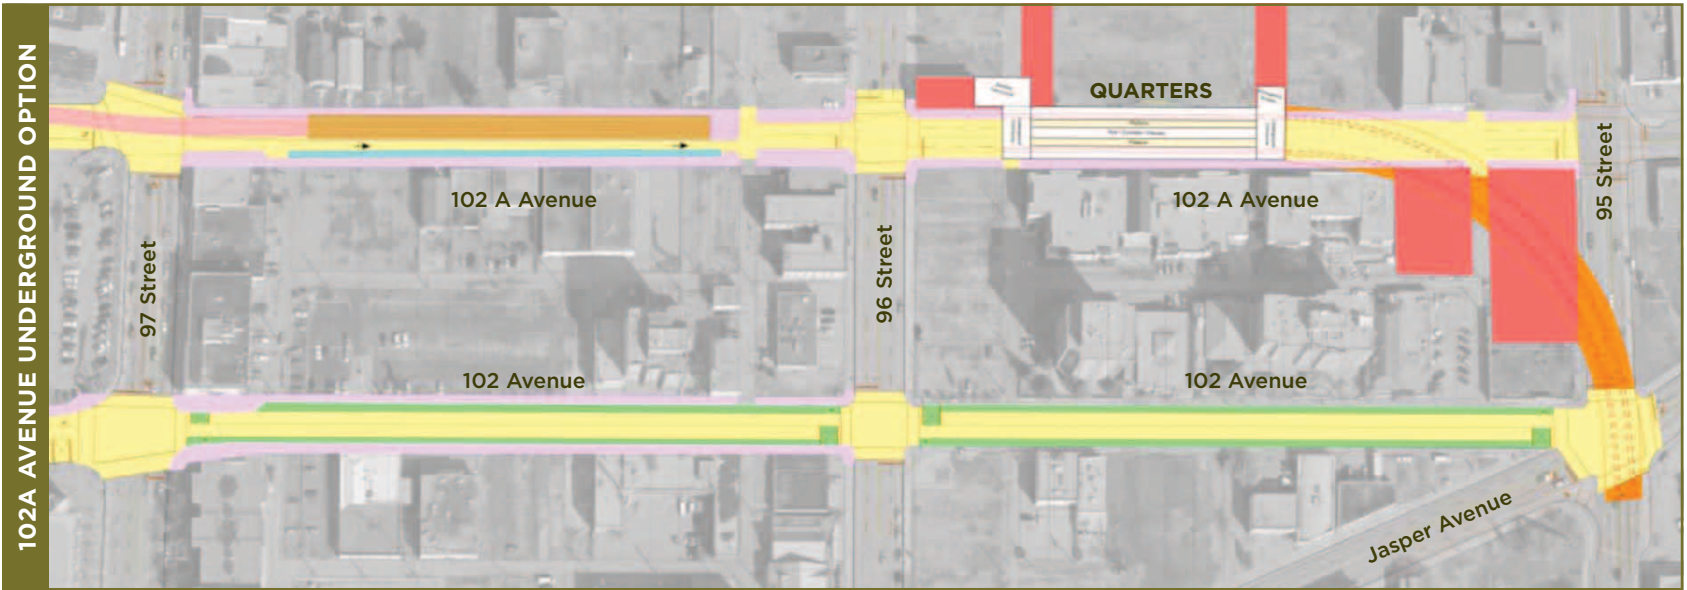 102A AVENUE UNDERGROUND OPTION
QUARTERS
102 A Avenue
102 A Avenue
97 Street
96 Street
95 Street
102 Avenue
102 Avenue
Jasper Avenue